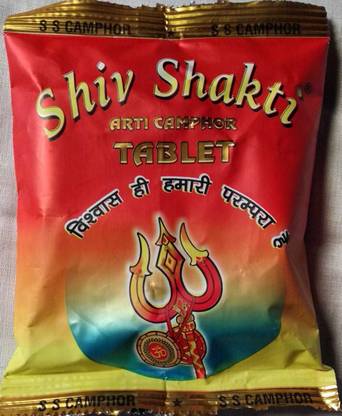 S S CAMPHOR ★ S S CAMPHOR
Shiv Shakti®
ARTI CAMPHOR
TABLET
विश्वास ही हमारी परम्परा है
ॐ
S S CAMPHOR ★ S S CAMPHOR